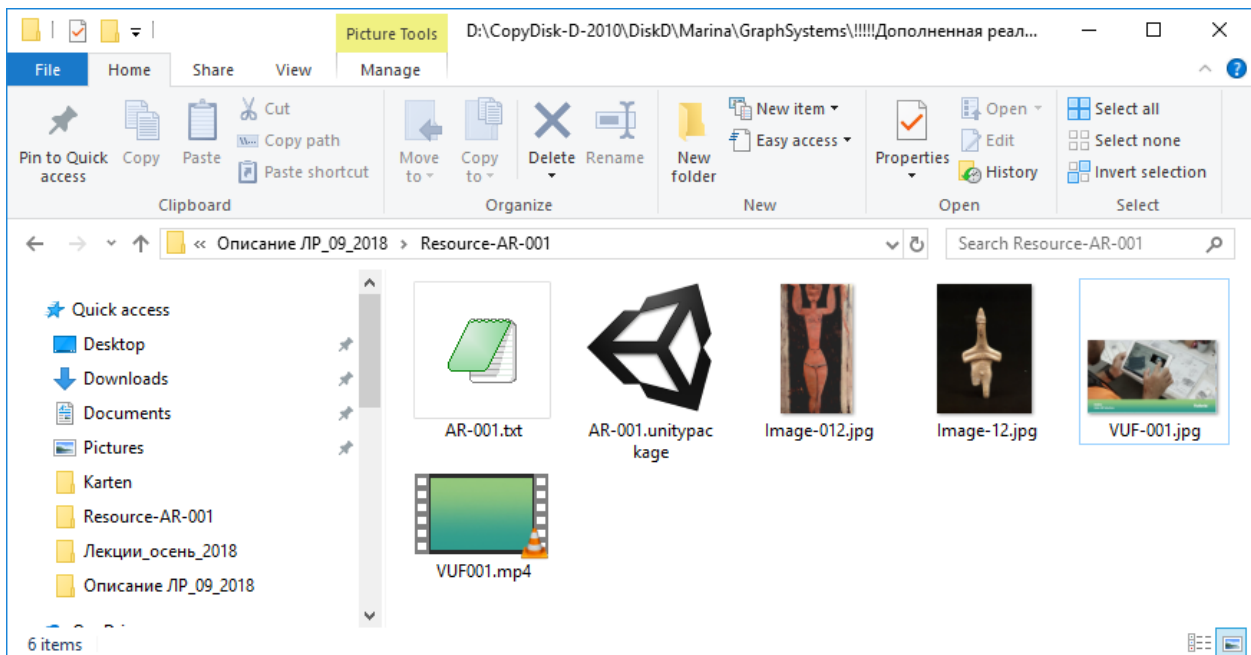 Picture Tools
D:\CopyDisk-D-2010\DiskD\Marina\GraphSystems\!!!!!Дополненная реал...
File Home Share View Manage
Pin to Quick access
Copy
Paste
Cut
Copy path
Paste shortcut
Clipboard
Move to
Copy to
Delete
Rename
Organize
New folder
New item
Easy access
New
Properties
Open
Edit
History
Open
Select all
Select none
Invert selection
Select
« Описание ЛР_09_2018 > Resource-AR-001
Search Resource-AR-001
Quick access
Desktop
Downloads
Documents
Pictures
Karten
Resource-AR-001
Лекции_осень_2018
Описание ЛР_09_2018
AR-001.txt
AR-001.unitypac
kage
Image-012.jpg
Image-12.jpg
VUF-001.jpg
VUF001.mp4
6 items